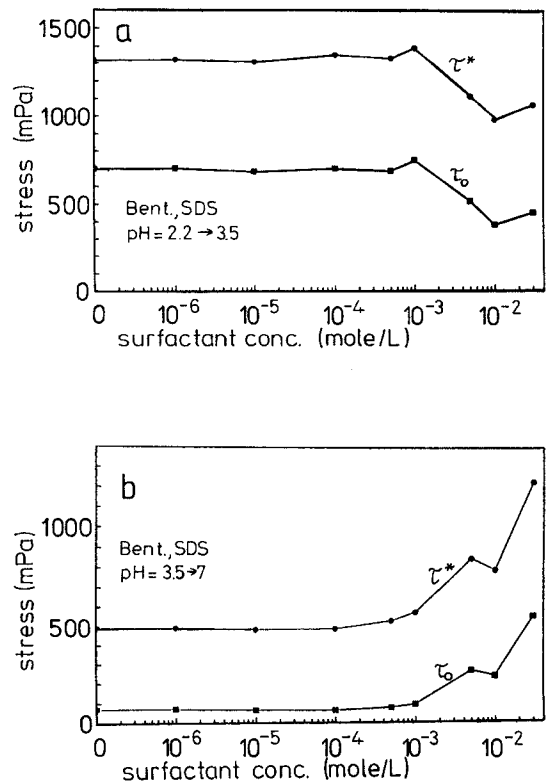 a
1500
1000
500
0
stress (mPa)
τ*
τ₀
Bent., SDS
pH = 2.2 → 3.5
0 10⁻⁶ 10⁻⁵ 10⁻⁴ 10⁻³ 10⁻²
surfactant conc. (mole/L)
b
1000
500
0
stress (mPa)
Bent., SDS
pH = 3.5→7
τ*
τ₀
0 10⁻⁶ 10⁻⁵ 10⁻⁴ 10⁻³ 10⁻²
surfactant conc. (mole/L)